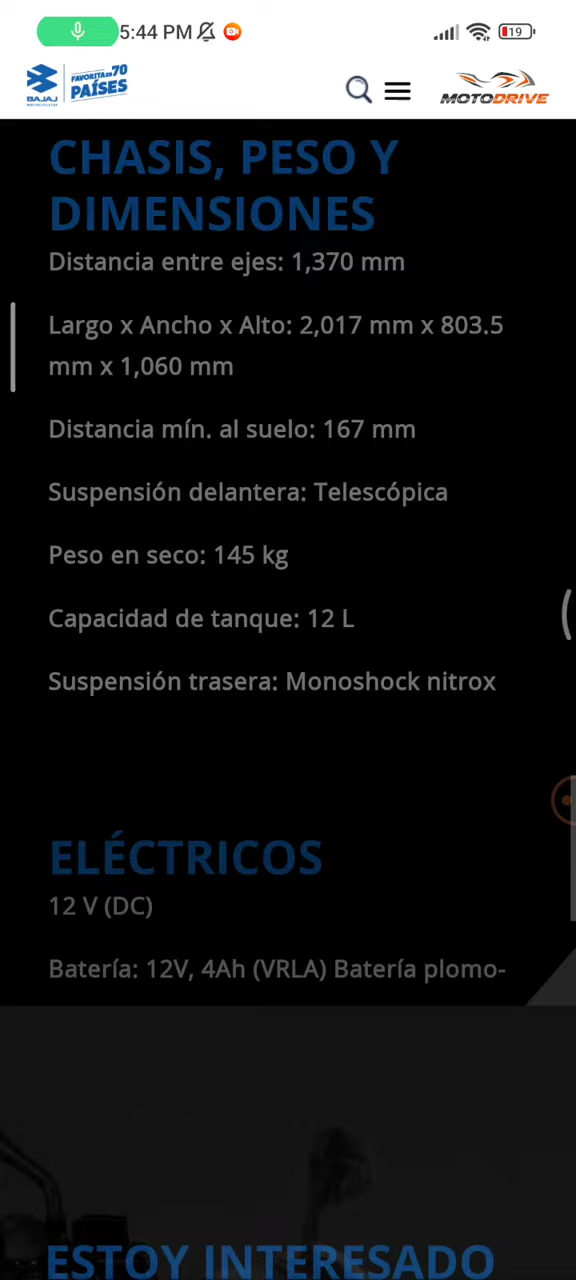 5:44 PM
19
FAVORITA EN 70
PAÍSES
BAJAJ
MOTODRIVE
CHASIS, PESO Y
DIMENSIONES
Distancia entre ejes: 1,370 mm
Largo x Ancho x Alto: 2,017 mm x 803.5
mm x 1,060 mm
Distancia mín. al suelo: 167 mm
Suspensión delantera: Telescópica
Peso en seco: 145 kg
Capacidad de tanque: 12 L
Suspensión trasera: Monoshock nitrox
ELÉCTRICOS
12 V (DC)
Batería: 12V, 4Ah (VRLA) Batería plomo-
ESTOY INTERESADO